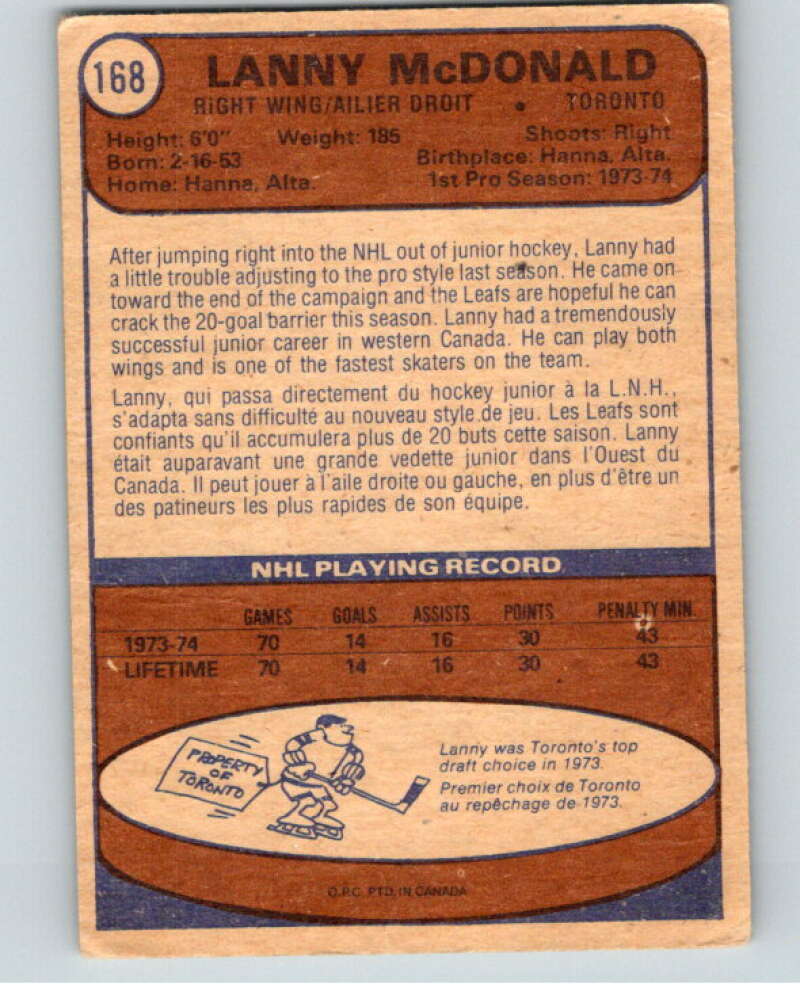 168
LANNY McDONALD
RIGHT WING/AILIER DROIT • TORONTO
Height: 6'0" Weight: 185 Shoots: Right
Born: 2-16-53 Birthplace: Hanna, Alta.
Home: Hanna, Alta. 1st Pro Season: 1973-74
After jumping right into the NHL out of junior hockey, Lanny had
a little trouble adjusting to the pro style last season. He came on
toward the end of the campaign and the Leafs are hopeful he can
crack the 20-goal barrier this season. Lanny had a tremendously
successful junior career in western Canada. He can play both
wings and is one of the fastest skaters on the team.
Lanny, qui passa directement du hockey junior à la L.N.H.,
s'adapta sans difficulté au nouveau style de jeu. Les Leafs sont
confiants qu'il accumulera plus de 20 buts cette saison. Lanny
était auparavant une grande vedette junior dans l'Ouest du
Canada. Il peut jouer à l'aile droite ou gauche, en plus d'être un
des patineurs les plus rapides de son équipe.
NHL PLAYING RECORD
GAMES GOALS ASSISTS POINTS PENALTY MIN.
1973-74 70 14 16 30 43
LIFETIME 70 14 16 30 43
PROPERTY
OF
TORONTO
Lanny was Toronto's top
draft choice in 1973.
Premier choix de Toronto
au repêchage de 1973.
O.P.C. PTD. IN CANADA